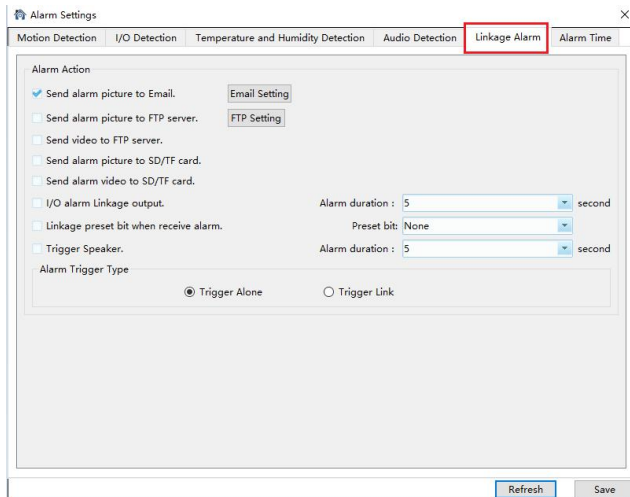 Alarm Settings
Motion Detection I/O Detection Temperature and Humidity Detection Audio Detection Linkage Alarm Alarm Time
Alarm Action
Send alarm picture to Email. Email Setting
Send alarm picture to FTP server. FTP Setting
Send video to FTP server.
Send alarm picture to SD/TF card.
Send alarm video to SD/TF card.
I/O alarm Linkage output. Alarm duration : 5 second
Linkage preset bit when receive alarm. Preset bit: None
Trigger Speaker. Alarm duration : 5 second
Alarm Trigger Type
Trigger Alone Trigger Link
Refresh Save